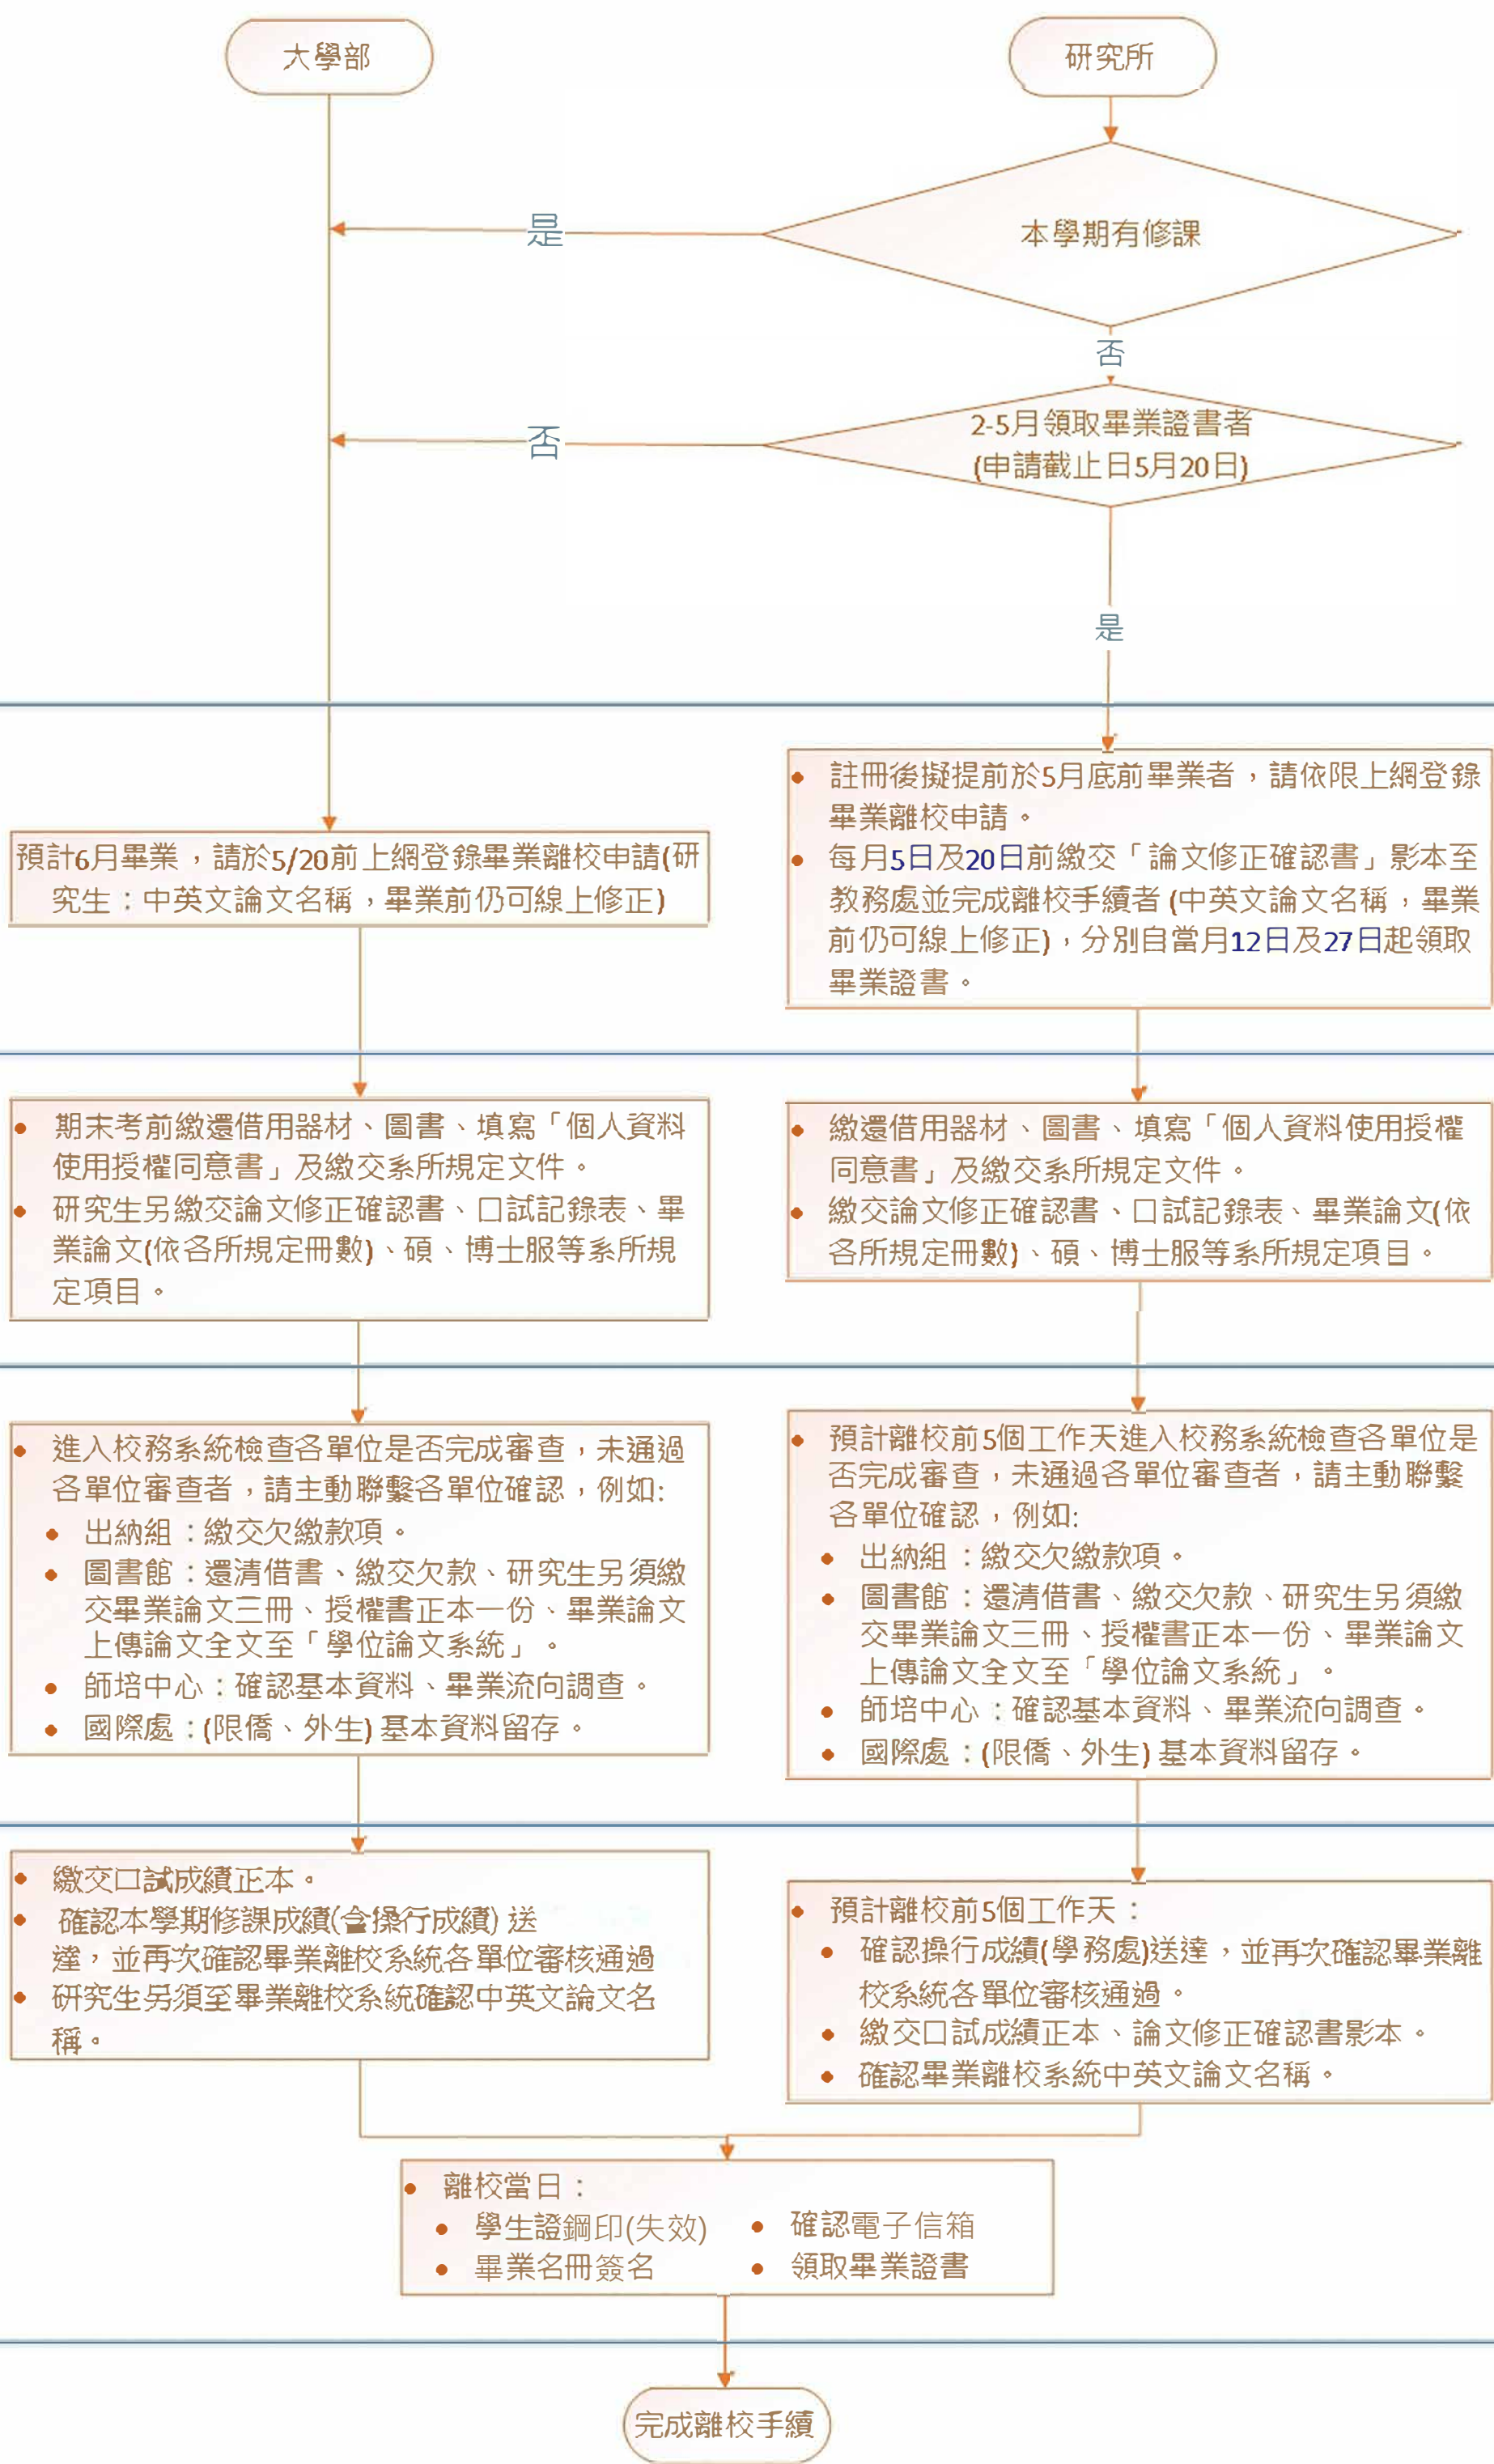 大學部
研究所
本學期有修課
是
否
2-5月領取畢業證書者
(申請截止日5月20日)
否
是
預計6月畢業，請於5/20前上網登錄畢業離校申請(研
究生：中英文論文名稱，畢業前仍可線上修正)
• 註冊後擬提前於5月底前畢業者，請依限上網登錄
畢業離校申請。
• 每月5日及20日前繳交「論文修正確認書」影本至
教務處並完成離校手續者 (中英文論文名稱，畢業
前仍可線上修正)，分別自當月12日及27日起領取
畢業證書。
• 期末考前繳還借用器材、圖書、填寫「個人資料
使用授權同意書」及繳交系所規定文件。
• 研究生另繳交論文修正確認書、口試記錄表、畢
業論文(依各所規定冊數)、碩、博士服等系所規
定項目。
• 繳還借用器材、圖書、填寫「個人資料使用授權
同意書」及繳交系所規定文件。
• 繳交論文修正確認書、口試記錄表、畢業論文(依
各所規定冊數)、碩、博士服等系所規定項目。
• 進入校務系統檢查各單位是否完成審查，未通過
各單位審查者，請主動聯繫各單位確認，例如:
• 出納組：繳交欠繳款項。
• 圖書館：還清借書、繳交欠款、研究生另須繳
交畢業論文三冊、授權書正本一份、畢業論文
上傳論文全文至「學位論文系統」。
• 師培中心：確認基本資料、畢業流向調查。
• 國際處：(限僑、外生) 基本資料留存。
• 預計離校前5個工作天進入校務系統檢查各單位是
否完成審查，未通過各單位審查者，請主動聯繫
各單位確認，例如:
• 出納組：繳交欠繳款項。
• 圖書館：還清借書、繳交欠款、研究生另須繳
交畢業論文三冊、授權書正本一份、畢業論文
上傳論文全文至「學位論文系統」。
• 師培中心：確認基本資料、畢業流向調查。
• 國際處：(限僑、外生) 基本資料留存。
• 繳交口試成績正本。
• 確認本學期修課成績(含操行成績) 送
達，並再次確認畢業離校系統各單位審核通過
• 研究生另須至畢業離校系統確認中英文論文名
稱。
• 預計離校前5個工作天：
• 確認操行成績(學務處)送達，並再次確認畢業離
校系統各單位審核通過。
• 繳交口試成績正本、論文修正確認書影本。
• 確認畢業離校系統中英文論文名稱。
• 離校當日：
• 學生證鋼印(失效)
• 確認電子信箱
• 畢業名冊簽名
• 領取畢業證書
完成離校手續